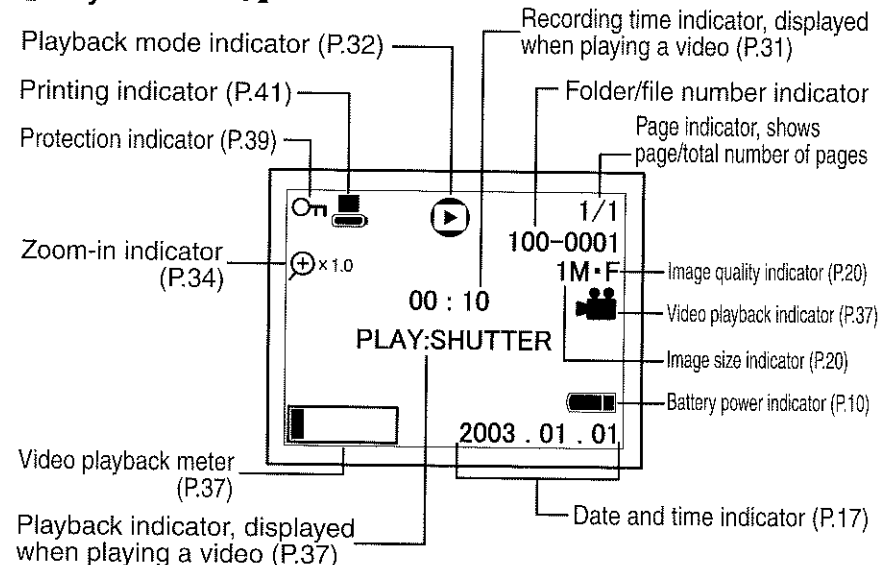 Playback mode indicator (P.32)
Recording time indicator, displayed
when playing a video (P.31)
Printing indicator (P.41)
Folder/file number indicator
Protection indicator (P.39)
Page indicator, shows
page/total number of pages
1/1
100-0001
Zoom-in indicator
(P.34)
×1.0
1M▪F
Image quality indicator (P.20)
00 : 10
Video playback indicator (P.37)
PLAY:SHUTTER
Image size indicator (P.20)
Battery power indicator (P.10)
2003 . 01 . 01
Video playback meter
(P.37)
Date and time indicator (P.17)
Playback indicator, displayed
when playing a video (P.37)